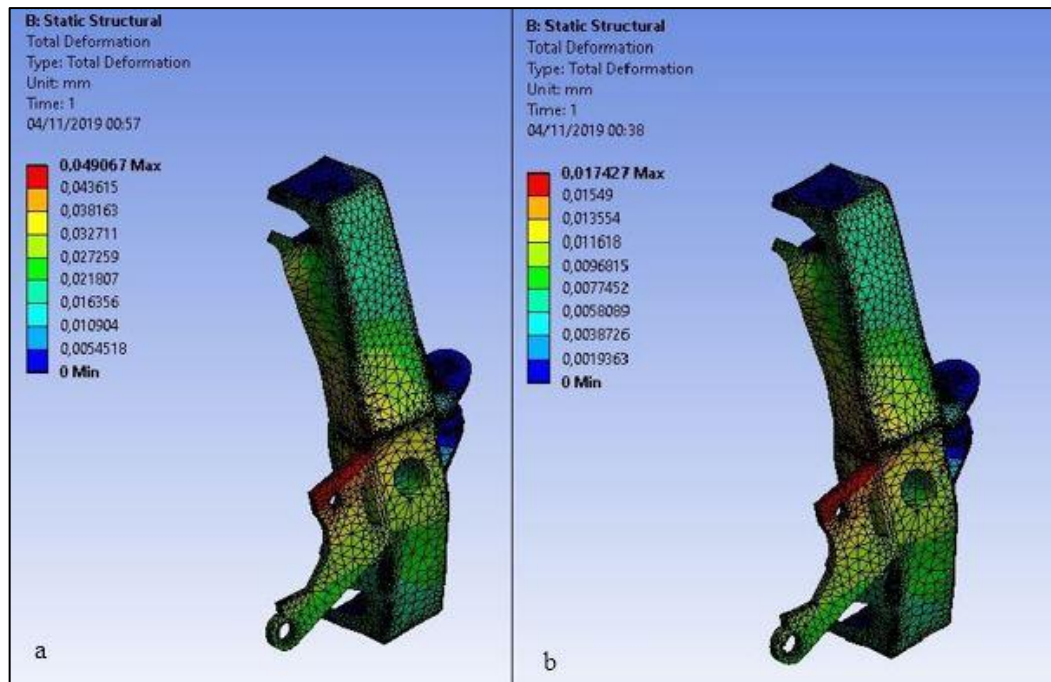 B: Static Structural
Total Deformation
Type: Total Deformation
Unit: mm
Time: 1
04/11/2019 00:57
0,049067 Max
0,043615
0,038163
0,032711
0,027259
0,021807
0,016356
0,010904
0,0054518
0 Min
a
B: Static Structural
Total Deformation
Type: Total Deformation
Unit: mm
Time: 1
04/11/2019 00:38
0,017427 Max
0,01549
0,013554
0,011618
0,0096815
0,0077452
0,0058089
0,0038726
0,0019363
0 Min
b